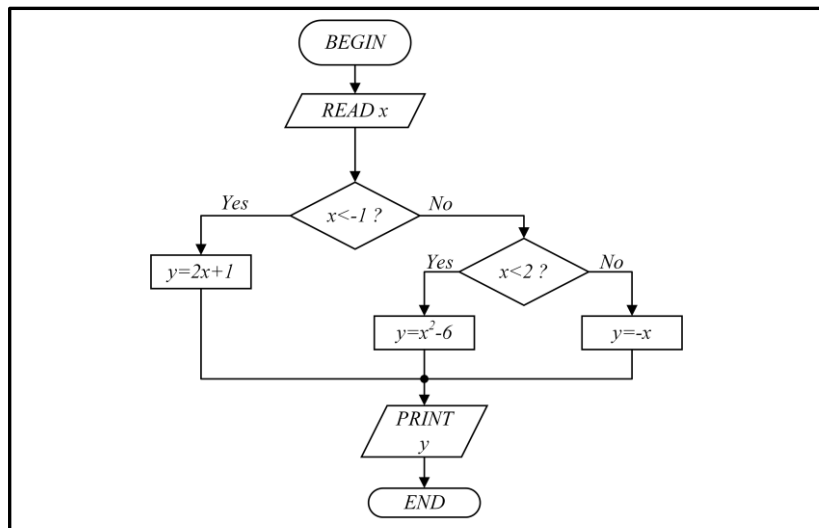 BEGIN
READ x
Yes
x<-1 ?
No
y=2x+1
Yes
x<2 ?
No
y=x²-6
y=-x
PRINT
y
END